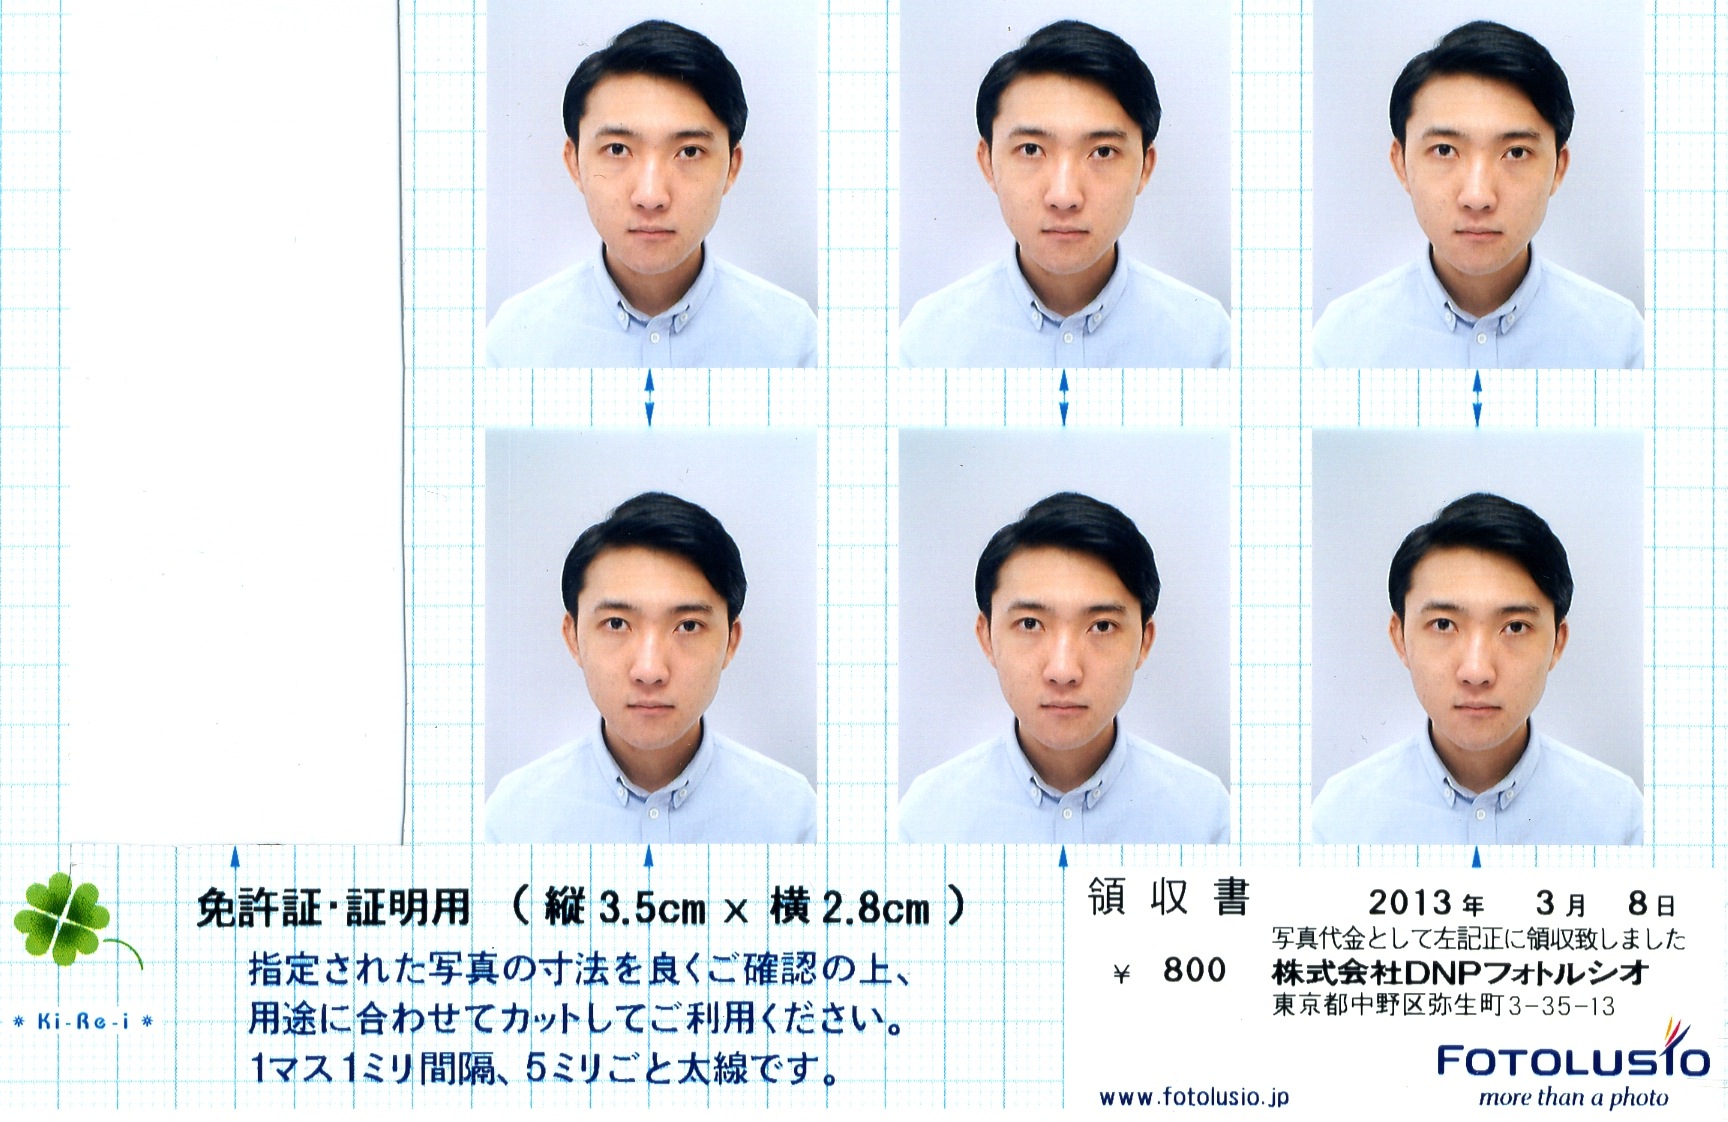 免許証・証明用 （縦3.5cm × 横2.8cm）
指定された写真の寸法を良くご確認の上、
用途に合わせてカットしてご利用ください。
1マス1ミリ間隔、5ミリごと太線です。
* Ki-Re-i *
領収書
2013年 3月 8日
写真代金として左記正に領収致しました
¥ 800
株式会社DNPフォトルシオ
東京都中野区弥生町3-35-13
FOTOLUSIO
more than a photo
www.fotolusio.jp